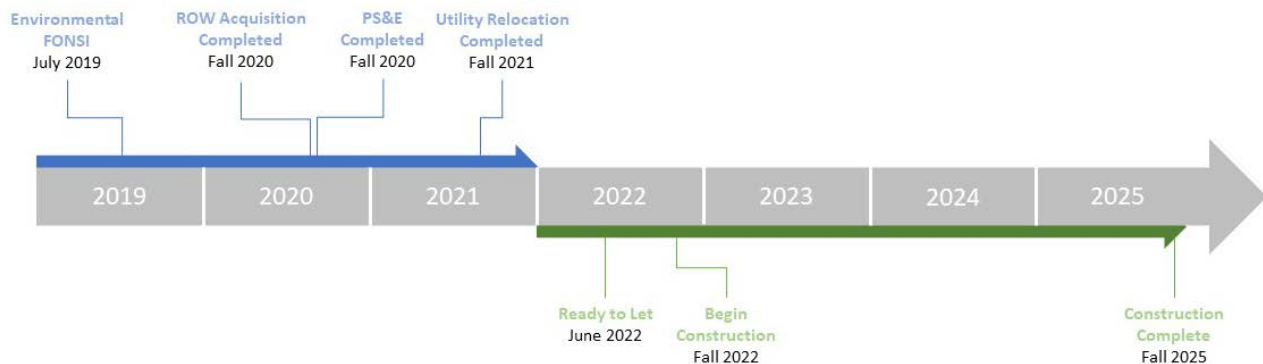 Environmental
FONSI
July 2019
ROW Acquisition
Completed
Fall 2020
PS&E
Completed
Fall 2020
Utility Relocation
Completed
Fall 2021
2019
2020
2021
2022
2023
2024
2025
Ready to Let
June 2022
Begin
Construction
Fall 2022
Construction
Complete
Fall 2025